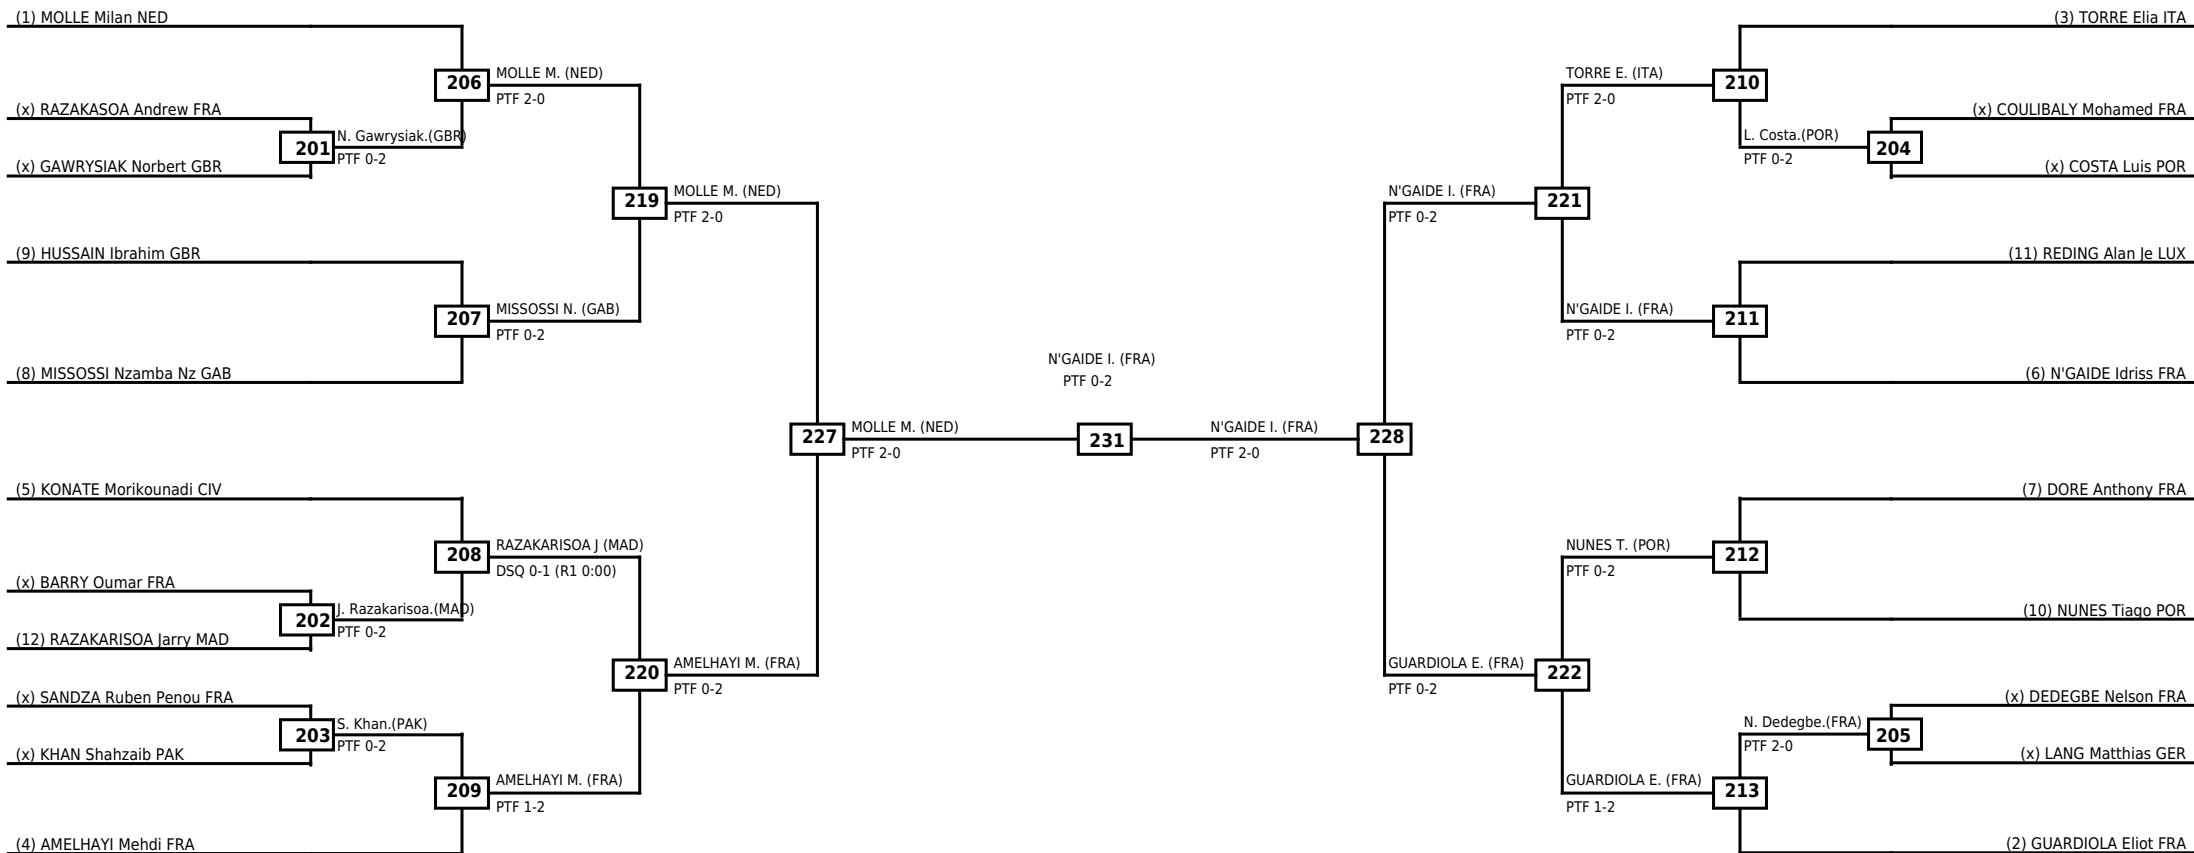 (1) MOLLE Milan NED
(3) TORRE Elia ITA
206
MOLLE M. (NED)
PTF 2-0
TORRE E. (ITA)
PTF 2-0
210
(x) RAZAKASOA Andrew FRA
(x) COULIBALY Mohamed FRA
201
N. Gawrysiak.(GBR)
PTF 0-2
L. Costa.(POR)
PTF 0-2
204
(x) GAWRYSIAK Norbert GBR
(x) COSTA Luis POR
219
MOLLE M. (NED)
PTF 2-0
N'GAIDE I. (FRA)
PTF 0-2
221
(9) HUSSAIN Ibrahim GBR
(11) REDING Alan Je LUX
207
MISSOSSI N. (GAB)
PTF 0-2
N'GAIDE I. (FRA)
PTF 0-2
211
(8) MISSOSSI Nzamba Nz GAB
(6) N'GAIDE Idriss FRA
N'GAIDE I. (FRA)
PTF 0-2
227
MOLLE M. (NED)
PTF 2-0
231
N'GAIDE I. (FRA)
PTF 2-0
228
(5) KONATE Morikounadi CIV
(7) DORE Anthony FRA
208
RAZAKARISOA J (MAD)
DSQ 0-1 (R1 0:00)
NUNES T. (POR)
PTF 0-2
212
(x) BARRY Oumar FRA
202
J. Razakarisoa.(MAD)
PTF 0-2
(12) RAZAKARISOA Jarry MAD
(10) NUNES Tiago POR
220
AMELHAYI M. (FRA)
PTF 0-2
GUARDIOLA E. (FRA)
PTF 0-2
222
(x) SANDZA Ruben Penou FRA
(x) DEDEGBE Nelson FRA
203
S. Khan.(PAK)
PTF 0-2
N. Dedegbe.(FRA)
PTF 2-0
205
(x) KHAN Shahzaib PAK
(x) LANG Matthias GER
209
AMELHAYI M. (FRA)
PTF 1-2
GUARDIOLA E. (FRA)
PTF 1-2
213
(4) AMELHAYI Mehdi FRA
(2) GUARDIOLA Eliot FRA